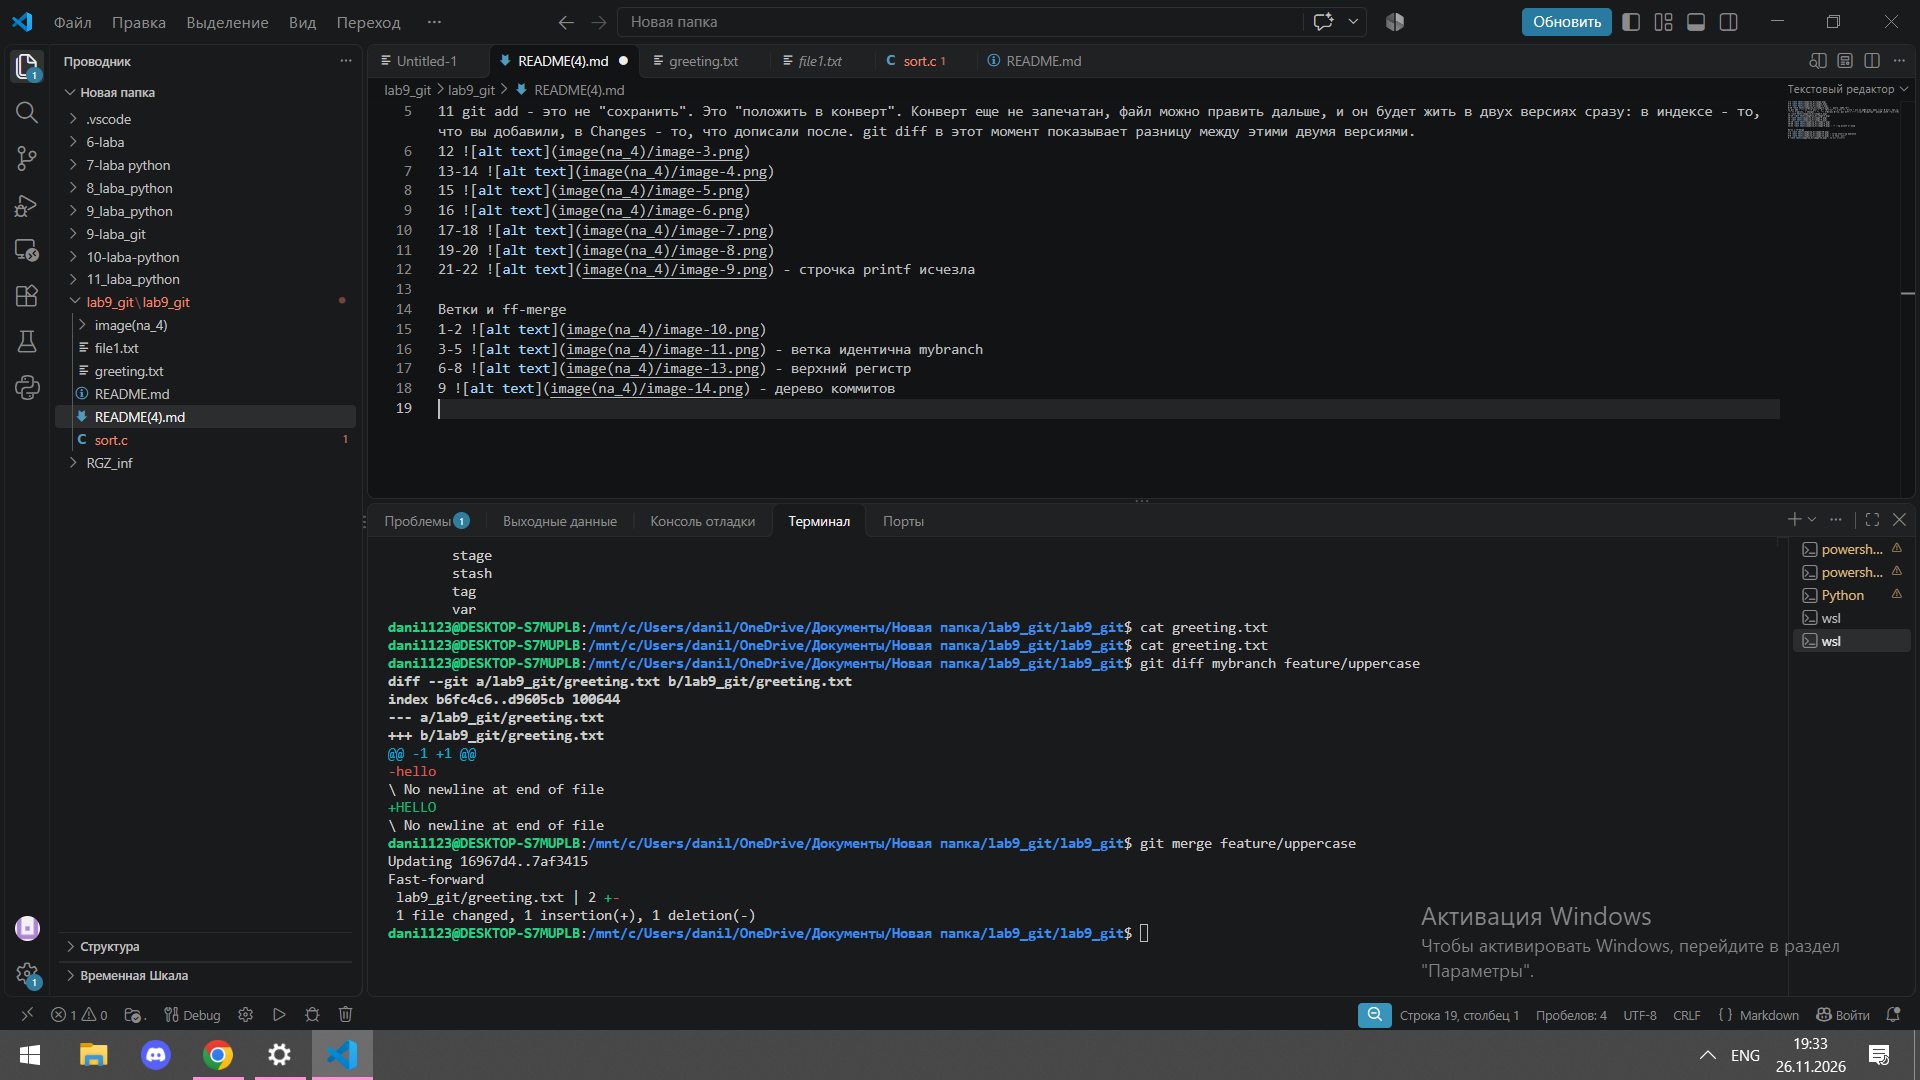 Файл Правка Выделение Вид Переход ···
Новая папка
Обновить
Проводник
Новая папка
.vscode
6-laba
7-laba python
8_laba_python
9_laba_python
9-laba_git
10-laba-python
11_laba_python
lab9_git \ lab9_git
image(na_4)
file1.txt
greeting.txt
README.md
README(4).md
sort.c 1
RGZ_inf
Структура
Временная Шкала
Untitled-1 README(4).md greeting.txt file1.txt sort.c 1 README.md
lab9_git > lab9_git > README(4).md
Текстовый редактор
5 11 git add - это не "сохранить". Это "положить в конверт". Конверт еще не запечатан, файл можно править дальше, и он будет жить в двух версиях сразу: в индексе - то,
что вы добавили, в Changes - то, что дописали после. git diff в этот момент показывает разницу между этими двумя версиями.
6 12 ![alt text](image(na_4)/image-3.png)
7 13-14 ![alt text](image(na_4)/image-4.png)
8 15 ![alt text](image(na_4)/image-5.png)
9 16 ![alt text](image(na_4)/image-6.png)
10 17-18 ![alt text](image(na_4)/image-7.png)
11 19-20 ![alt text](image(na_4)/image-8.png)
12 21-22 ![alt text](image(na_4)/image-9.png) - строчка printf исчезла
13
14 Ветки и ff-merge
15 1-2 ![alt text](image(na_4)/image-10.png)
16 3-5 ![alt text](image(na_4)/image-11.png) - ветка идентична mybranch
17 6-8 ![alt text](image(na_4)/image-13.png) - верхний регистр
18 9 ![alt text](image(na_4)/image-14.png) - дерево коммитов
19
Проблемы 1 Выходные данные Консоль отладки Терминал Порты
stage
stash
tag
var
danil123@DESKTOP-S7MUPLB:/mnt/c/Users/danil/OneDrive/Документы/Новая папка/lab9_git/lab9_git$ cat greeting.txt
danil123@DESKTOP-S7MUPLB:/mnt/c/Users/danil/OneDrive/Документы/Новая папка/lab9_git/lab9_git$ cat greeting.txt
danil123@DESKTOP-S7MUPLB:/mnt/c/Users/danil/OneDrive/Документы/Новая папка/lab9_git/lab9_git$ git diff mybranch feature/uppercase
diff --git a/lab9_git/greeting.txt b/lab9_git/greeting.txt
index b6fc4c6..d9605cb 100644
--- a/lab9_git/greeting.txt
+++ b/lab9_git/greeting.txt
@@ -1 +1 @@
-hello
\ No newline at end of file
+HELLO
\ No newline at end of file
danil123@DESKTOP-S7MUPLB:/mnt/c/Users/danil/OneDrive/Документы/Новая папка/lab9_git/lab9_git$ git merge feature/uppercase
Updating 16967d4..7af3415
Fast-forward
lab9_git/greeting.txt | 2 +-
1 file changed, 1 insertion(+), 1 deletion(-)
danil123@DESKTOP-S7MUPLB:/mnt/c/Users/danil/OneDrive/Документы/Новая папка/lab9_git/lab9_git$
powersh...
powersh...
Python
wsl
wsl
Активация Windows
Чтобы активировать Windows, перейдите в раздел
"Параметры".
1 0 Debug
Строка 19, столбец 1 Пробелов: 4 UTF-8 CRLF { } Markdown Войти
ENG
19:33
26.11.2026